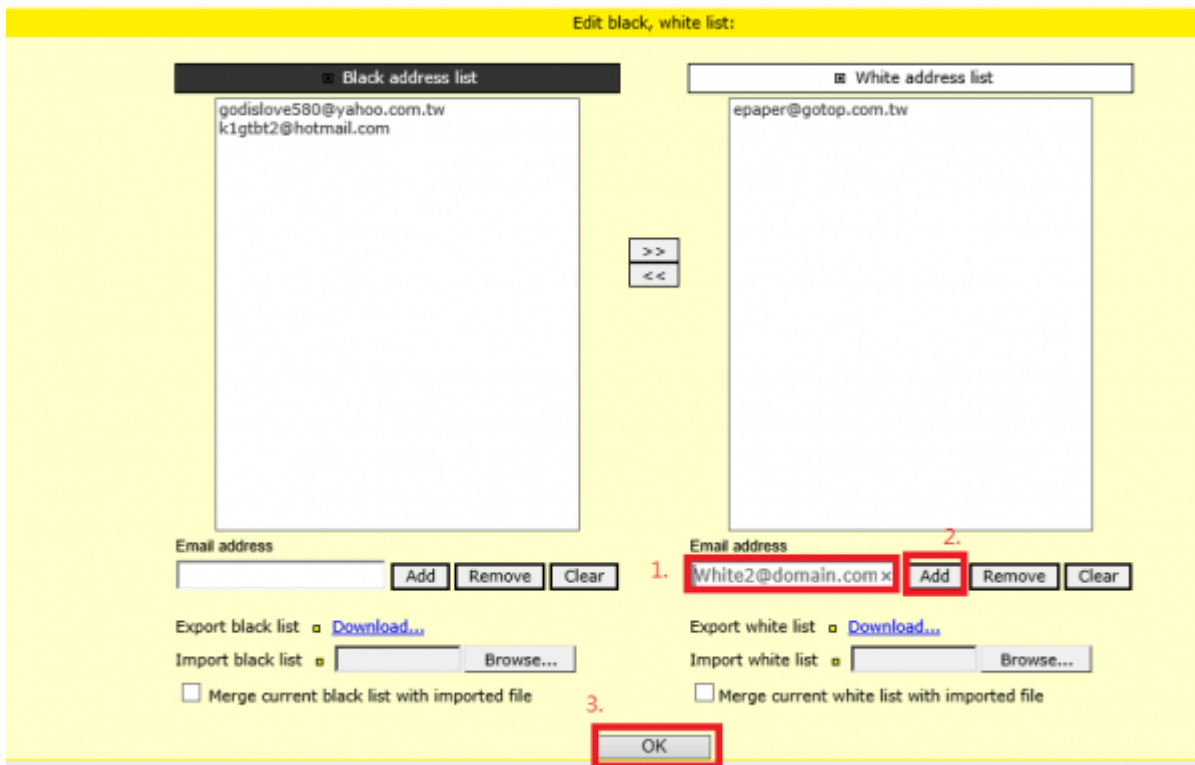 Edit black, white list:
Black address list
White address list
godislove580@yahoo.com.tw
k1gtbt2@hotmail.com
epaper@gotop.com.tw
>>
<<
Email address
Add Remove Clear
2.
Email address
1. White2@domain.com× Add Remove Clear
Export black list Download...
Import black list Browse...
Merge current black list with imported file
Export white list Download...
Import white list Browse...
Merge current white list with imported file
3.
OK